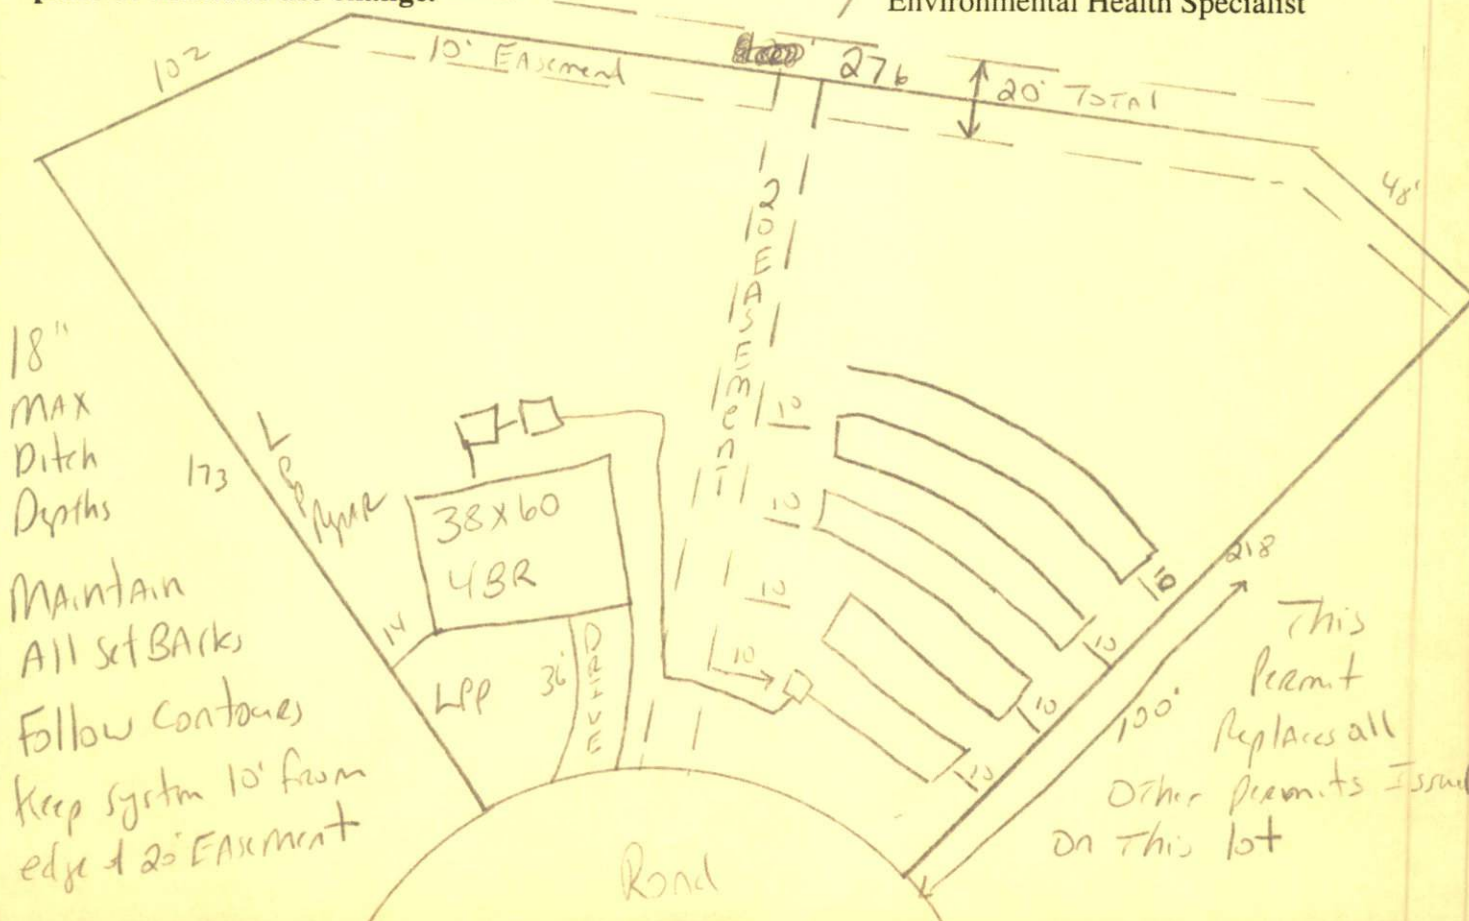 Environmental Health Specialist
102
10' Easement
276
20' Total
48'
20 EASEMENT
18"
MAX
Ditch
Depths
173
38X60
4BR
10
10
10
10
14
LPP
36'
DRIVE
MAintAin
All SetBAcks
Follow Contours
Keep system 10' from
edge of 20' EASement
218
10
10
10
10
100'
This
Permit
Replaces all
Other Permits Issued
On This lot
Road